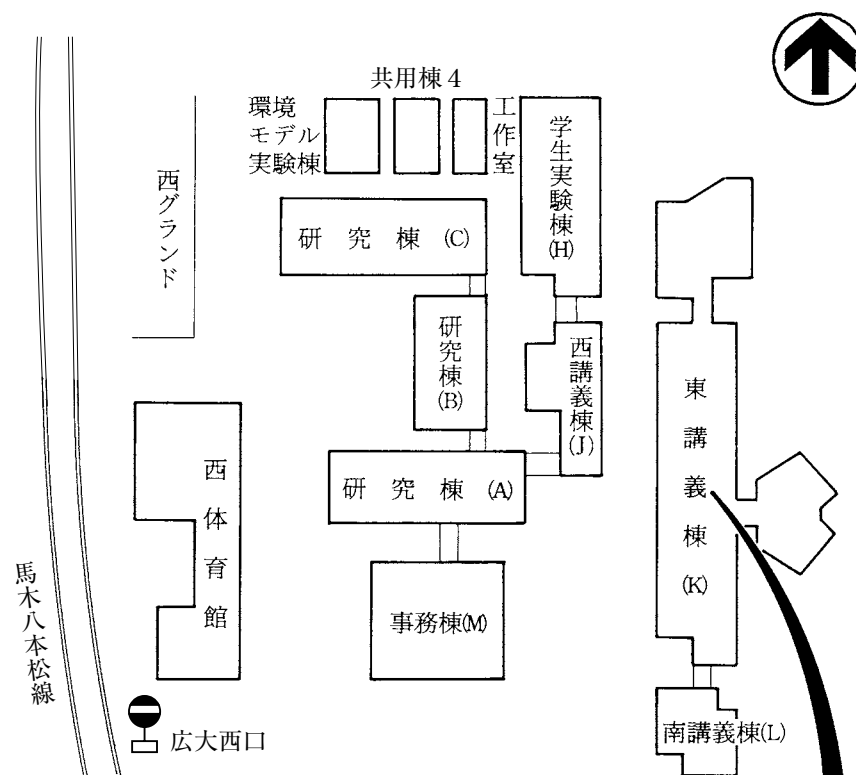 共用棟４
環境
モデル
実験棟
工作室
学生実験棟(H)
西グランド
研究棟(C)
研究棟(B)
西講義棟(J)
東講義棟(K)
研究棟(A)
西体育館
事務棟(M)
馬木八本松線
広大西口
南講義棟(L)